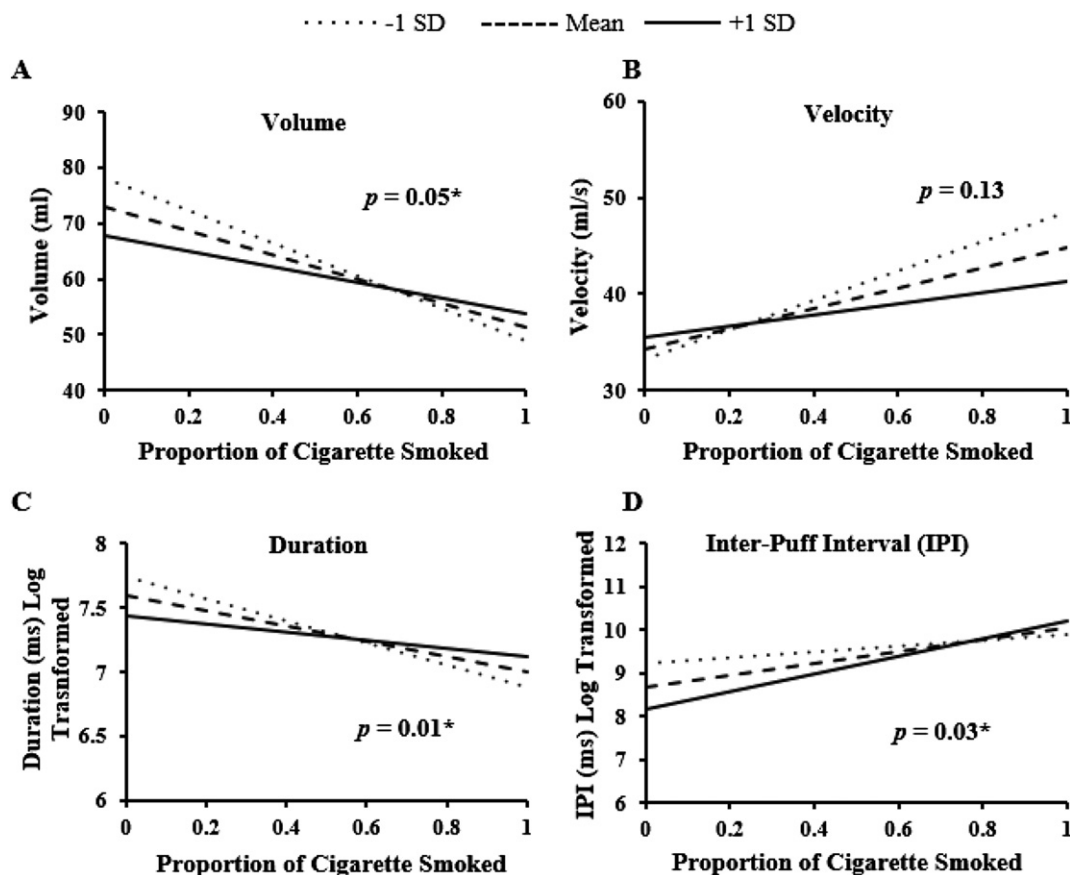 -1 SD Mean +1 SD
A
Volume
p = 0.05*
Volume (ml)
90
80
70
60
50
40
0 0.2 0.4 0.6 0.8 1
Proportion of Cigarette Smoked
B
Velocity
p = 0.13
Velocity (ml/s)
60
50
40
30
0 0.2 0.4 0.6 0.8 1
Proportion of Cigarette Smoked
C
Duration
p = 0.01*
Duration (ms) Log
Trasnformed
8
7.5
7
6.5
6
0 0.2 0.4 0.6 0.8 1
Proportion of Cigarette Smoked
D
Inter-Puff Interval (IPI)
p = 0.03*
IPI (ms) Log Transformed
12
11
10
9
8
7
6
0 0.2 0.4 0.6 0.8 1
Proportion of Cigarette Smoked